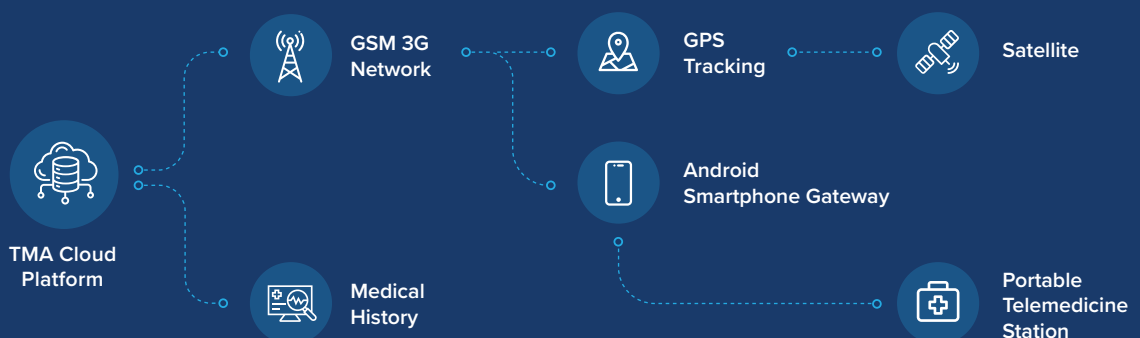 GSM 3G
Network
GPS
Tracking
Satellite
Android
Smartphone Gateway
TMA Cloud
Platform
Medical
History
Portable
Telemedicine
Station